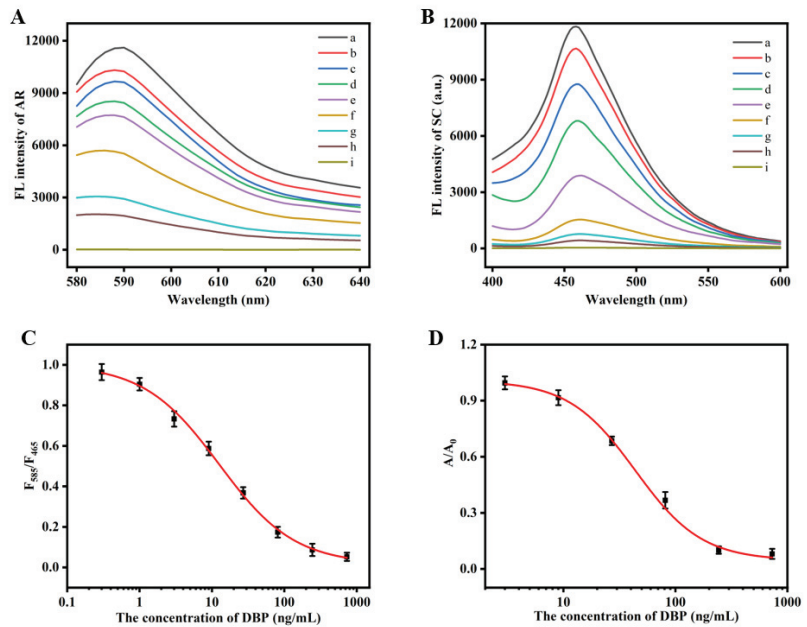 A
12000
9000
6000
3000
0
FL intensity of AR
580 590 600 610 620 630 640
Wavelength (nm)
a
b
c
d
e
f
g
h
i
B
12000
9000
6000
3000
0
FL intensity of SC (a.u.)
400 450 500 550 600
Wavelength (nm)
a
b
c
d
e
f
g
h
i
C
1.0
0.8
0.6
0.4
0.2
0.0
F585/F465
0.1 1 10 100 1000
The concentration of DBP (ng/mL)
D
1.2
0.9
0.6
0.3
0.0
A/A0
10 100 1000
The concentration of DBP (ng/mL)